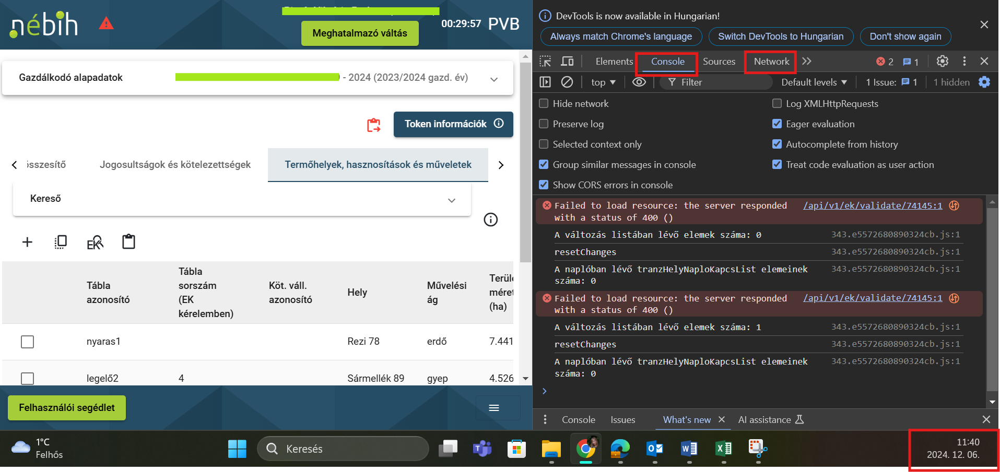 nébih
Meghatalmazó váltás
00:29:57 PVB
Gazdálkodó alapadatok
- 2024 (2023/2024 gazd. év)
Token információk
összesítő
Jogosultságok és kötelezettségek
Termőhelyek, hasznosítások és műveletek
Kereső
EK
Tábla azonosító
Tábla sorszám (EK kérelemben)
Köt. váll. azonosító
Hely
Művelési ág
Terüle méret (ha)
nyaras1 Rezi 78 erdő 7.441
legelő2 4 Sármellék 89 gyep 4.526
Felhasználói segédlet
DevTools is now available in Hungarian!
Always match Chrome's language
Switch DevTools to Hungarian
Don't show again
Elements Console Sources Network 2 1
top Filter Default levels 1 Issue: 1 1 hidden
Hide network Log XMLHttpRequests
Preserve log Eager evaluation
Selected context only Autocomplete from history
Group similar messages in console Treat code evaluation as user action
Show CORS errors in console
Failed to load resource: the server responded /api/v1/ek/validate/74145:1
with a status of 400 ()
A változás listában lévő elemek száma: 0 343.e5572680890324cb.js:1
resetChanges 343.e5572680890324cb.js:1
A naplóban lévő tranzHelyNaploKapcsList elemeinek 343.e5572680890324cb.js:1
száma: 0
Failed to load resource: the server responded /api/v1/ek/validate/74145:1
with a status of 400 ()
A változás listában lévő elemek száma: 1 343.e5572680890324cb.js:1
resetChanges 343.e5572680890324cb.js:1
A naplóban lévő tranzHelyNaploKapcsList elemeinek 343.e5572680890324cb.js:1
száma: 0
Console Issues What's new AI assistance
1°C
Felhős
Keresés
11:40
2024. 12. 06.